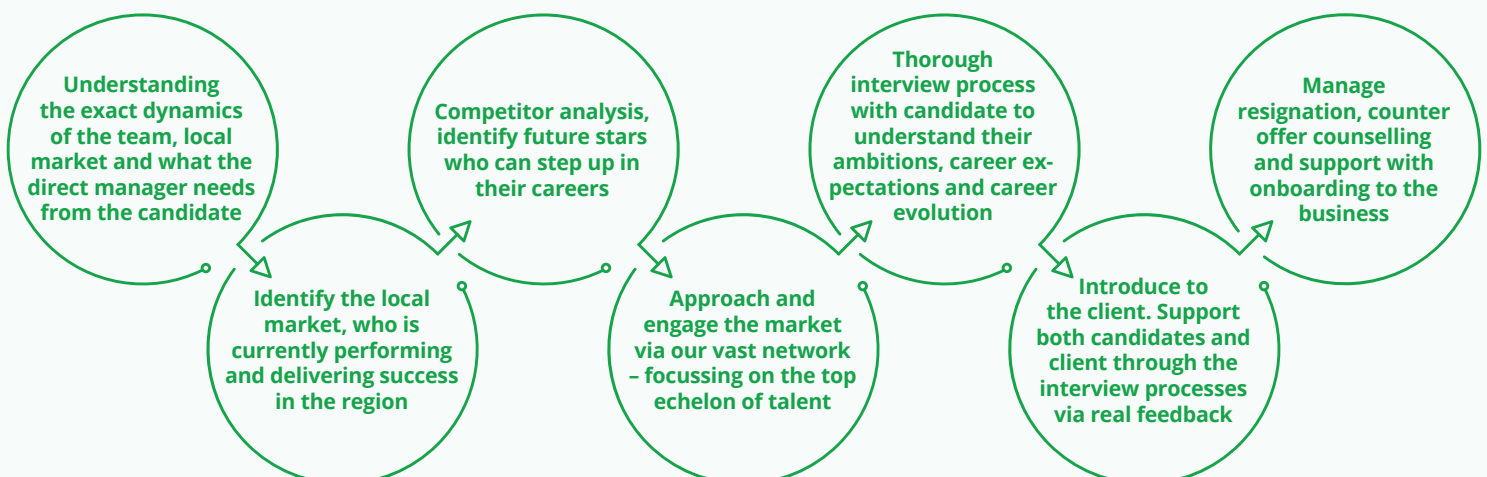 Understanding
the exact dynamics
of the team, local
market and what the
direct manager needs
from the candidate
Identify the local
market, who is
currently performing
and delivering success
in the region
Competitor analysis,
identify future stars
who can step up in
their careers
Approach and
engage the market
via our vast network
– focussing on the top
echelon of talent
Thorough
interview process
with candidate to
understand their
ambitions, career ex-
pectations and career
evolution
Introduce to
the client. Support
both candidates and
client through the
interview processes
via real feedback
Manage
resignation, counter
offer counselling
and support with
onboarding to the
business